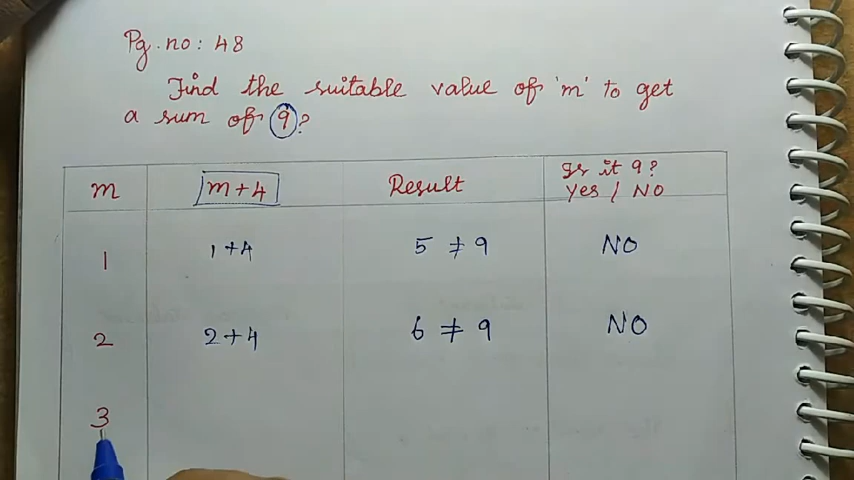 Pg. no: 48
Find the suitable value of 'm' to get
a sum of 9?
m m+4 Result Is it 9?
Yes / NO
1 1+4 5 ≠ 9 NO
2 2+4 6 ≠ 9 NO
3